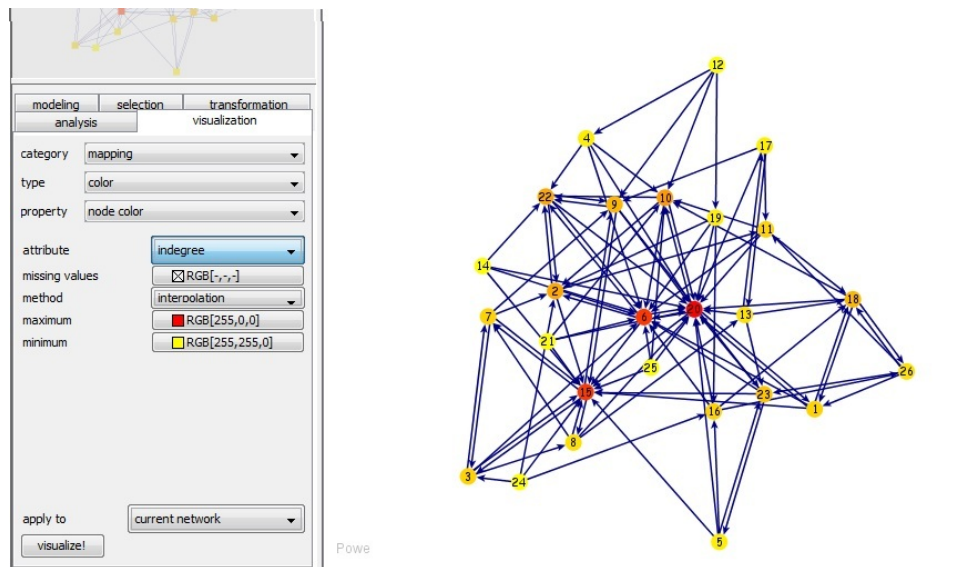 modeling selection transformation
analysis visualization
category mapping
type color
property node color
attribute indegree
missing values RGB[-,-,-]
method interpolation
maximum RGB[255,0,0]
minimum RGB[255,255,0]
apply to current network
visualize!
Powe
12
4
17
22
9
10
19
11
14
2
18
7
6
20
13
21
25
26
15
23
16
1
8
3
24
5